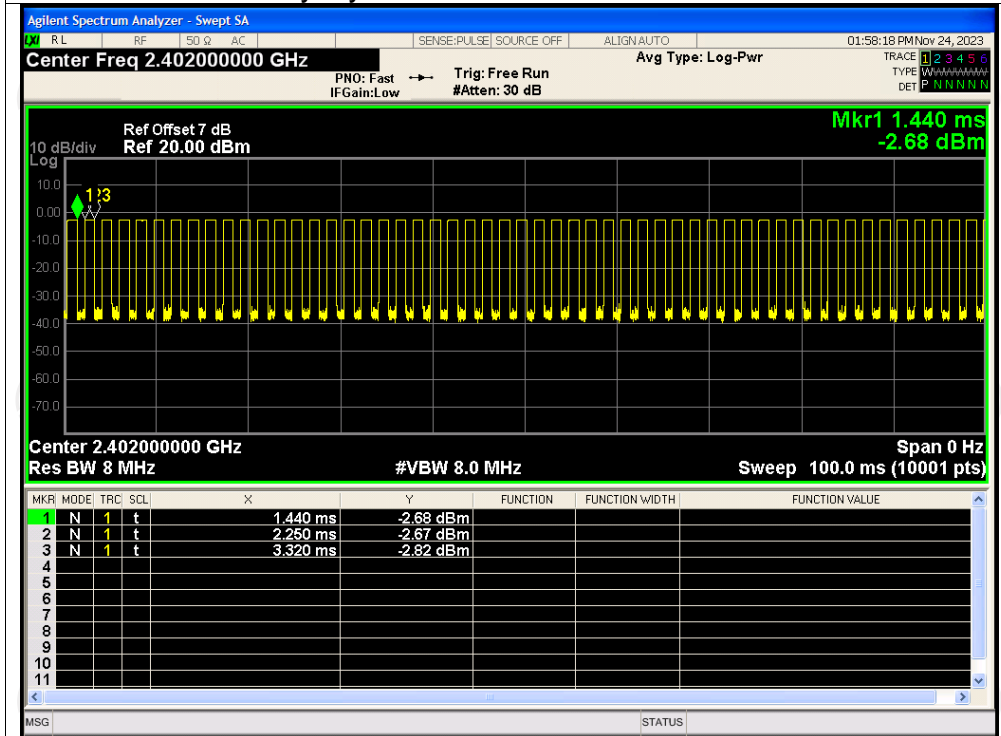 Agilent Spectrum Analyzer - Swept SA
LXI RL RF 50 Ω AC SENSE:PULSE SOURCE OFF ALIGNAUTO 01:58:18 PMNov 24, 2023
Center Freq 2.402000000 GHz
PNO: Fast
IFGain:Low
Trig: Free Run
#Atten: 30 dB
Avg Type: Log-Pwr
TRACE 1 2 3 4 5 6
TYPE W
DET P N N N N N
Ref Offset 7 dB
10 dB/div Ref 20.00 dBm
Log
Mkr1 1.440 ms
-2.68 dBm
10.0
0.00
-10.0
-20.0
-30.0
-40.0
-50.0
-60.0
-70.0
1 2 3
Center 2.402000000 GHz Span 0 Hz
Res BW 8 MHz #VBW 8.0 MHz Sweep 100.0 ms (10001 pts)
MKR MODE TRC SCL X Y FUNCTION FUNCTION WIDTH FUNCTION VALUE
1 N 1 t 1.440 ms -2.68 dBm
2 N 1 t 2.250 ms -2.67 dBm
3 N 1 t 3.320 ms -2.82 dBm
4
5
6
7
8
9
10
11
MSG STATUS